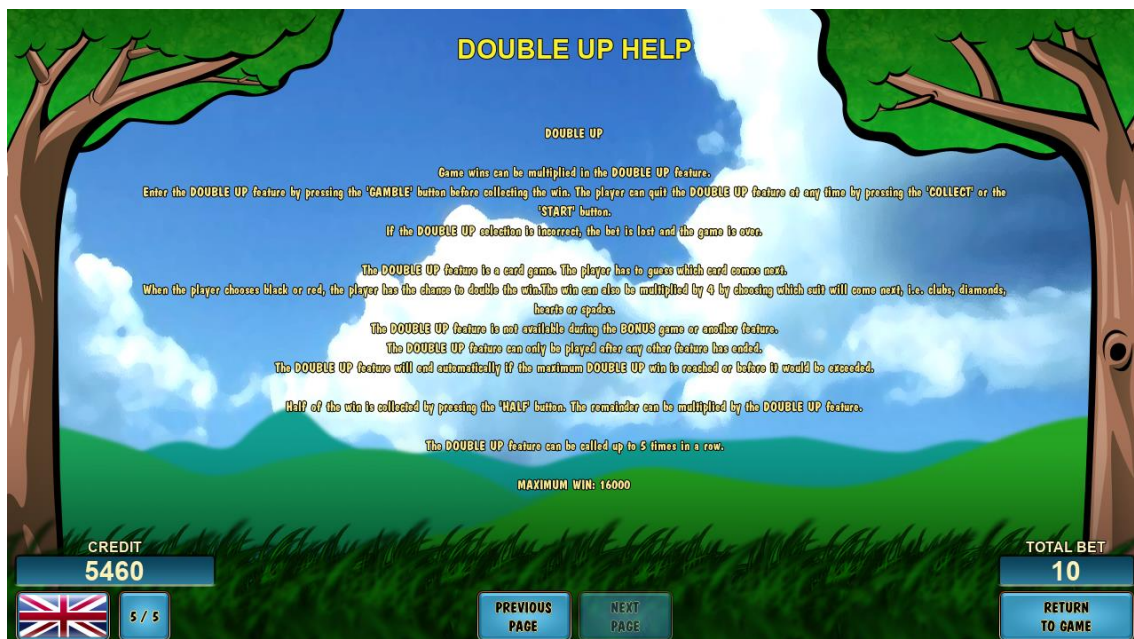 DOUBLE UP HELP
DOUBLE UP
Game wins can be multiplied in the DOUBLE UP feature.
Enter the DOUBLE UP feature by pressing the 'GAMBLE' button before collecting the win. The player can quit the DOUBLE UP feature at any time by pressing the 'COLLECT' or the
'START' button.
If the DOUBLE UP selection is incorrect, the bet is lost and the game is over.
The DOUBLE UP feature is a card game. The player has to guess which card comes next.
When the player chooses black or red, the player has the chance to double the win.The win can also be multiplied by 4 by choosing which suit will come next, i.e. clubs, diamonds,
hearts or spades.
The DOUBLE UP feature is not available during the BONUS game or another feature.
The DOUBLE UP feature can only be played after any other feature has ended.
The DOUBLE UP feature will end automatically if the maximum DOUBLE UP win is reached or before it would be exceeded.
Half of the win is collected by pressing the 'HALF' button. The remainder can be multiplied by the DOUBLE UP feature.
The DOUBLE UP feature can be called up to 5 times in a row.
MAXIMUM WIN: 16000
CREDIT
5460
TOTAL BET
10
5 / 5
PREVIOUS
PAGE
NEXT
PAGE
RETURN
TO GAME